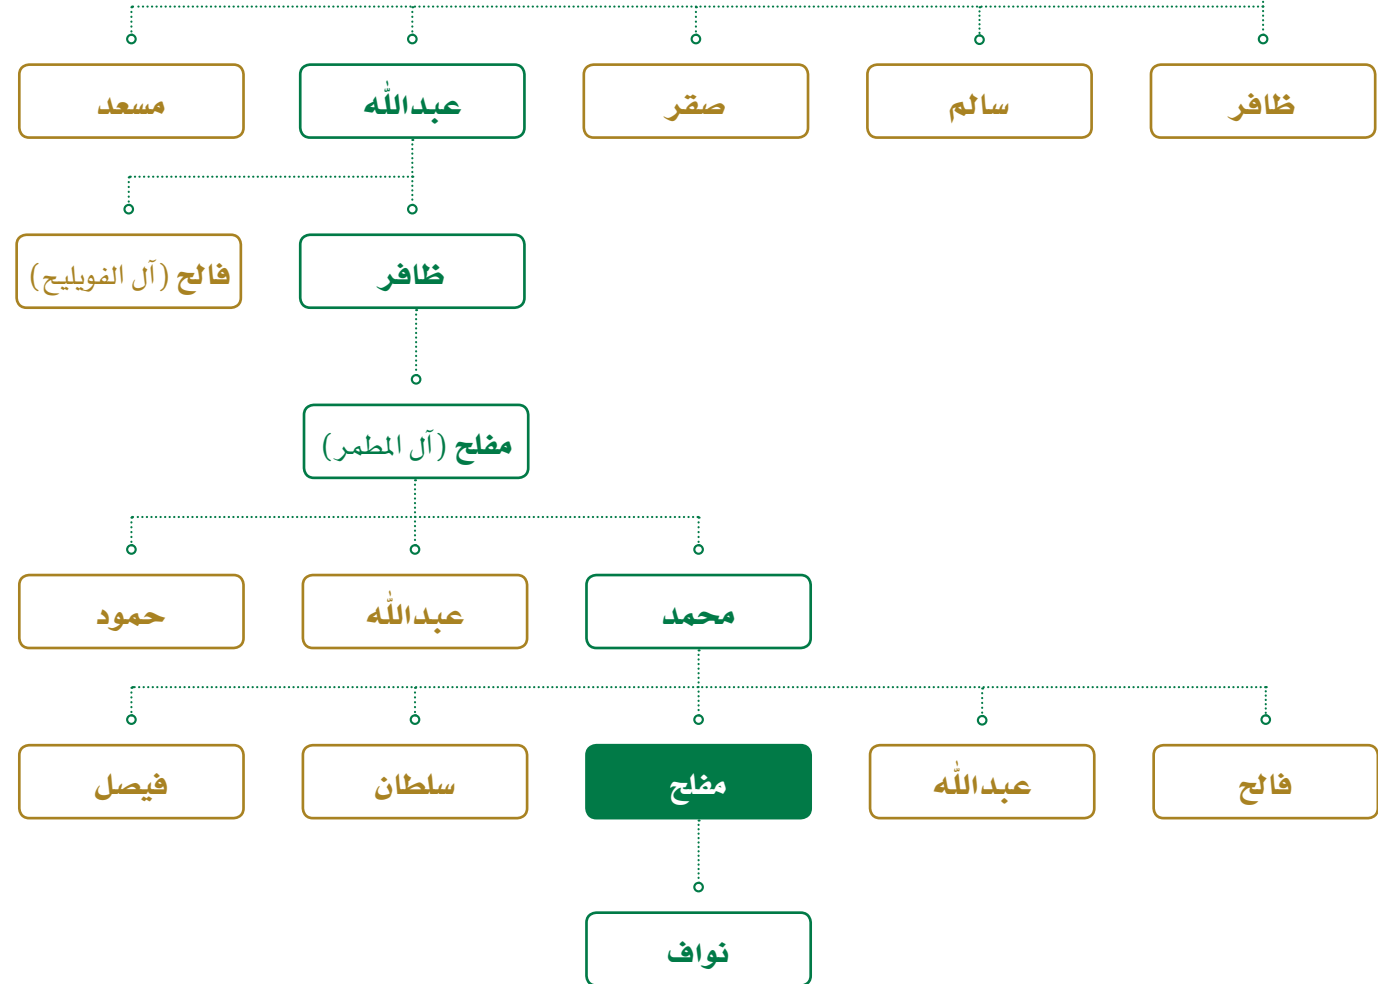 ظافر
سالم
صقر
عبدالله
مسعد
ظافر
فالح (آل الفويليح)
مفلح (آل المطمر)
محمد
عبدالله
حمود
فالح
عبدالله
مفلح
سلطان
فيصل
نواف